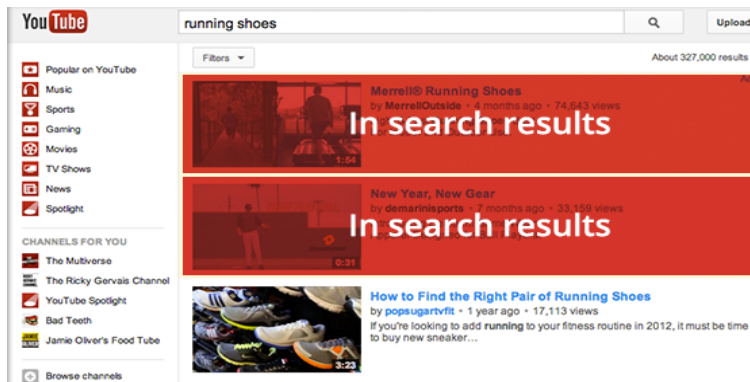 YouTube
running shoes
Upload
Filters
About 327,000 results
Popular on YouTube
Music
Sports
Gaming
Movies
TV Shows
News
Spotlight
CHANNELS FOR YOU
The Multiverse
The Ricky Gervais Channel
YouTube Spotlight
Bad Teeth
Jamie Oliver's Food Tube
Browse channels
Merrell® Running Shoes
by MerrellOutside • 4 months ago • 74,643 views
In search results
1:54
New Year, New Gear
by demarinisports • 7 months ago • 33,159 views
In search results
0:31
How to Find the Right Pair of Running Shoes
by popsugartvfit • 1 year ago • 17,113 views
If you're looking to add running to your fitness routine in 2012, it must be time
to buy new sneaker...
3:23